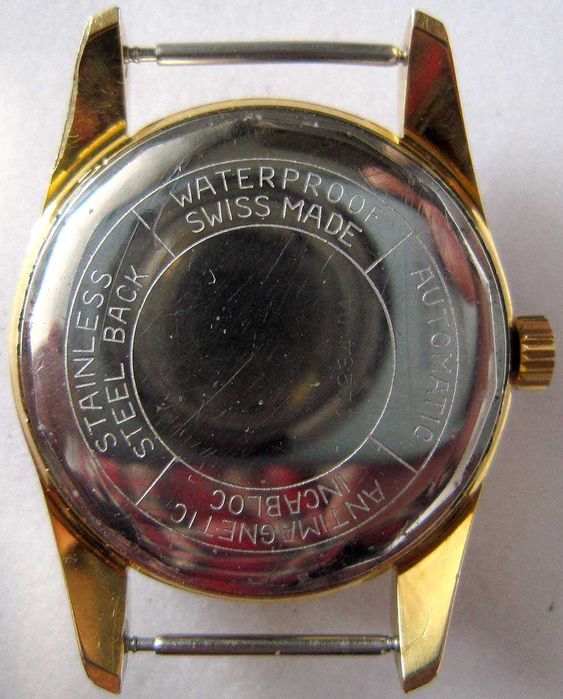 WATERPROOF
SWISS MADE
AUTOMATIC
ANTIMAGNETIC
INCABLOC
STAINLESS
STEEL BACK